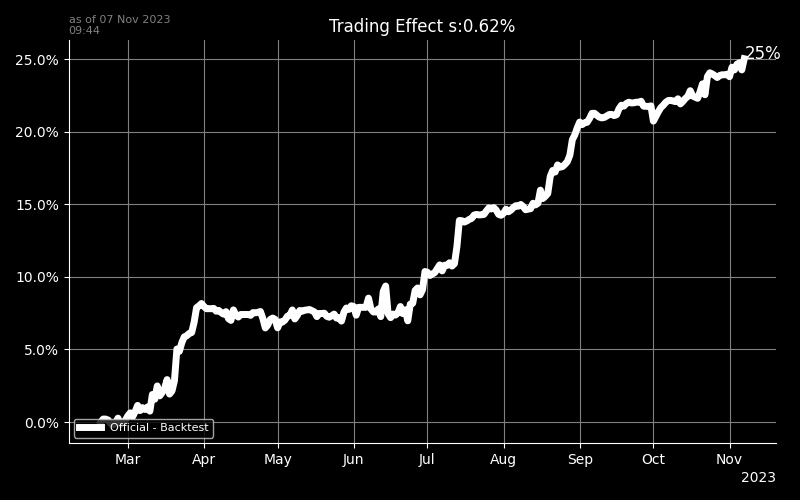 as of 07 Nov 2023
09:44
Trading Effect s:0.62%
25%
25.0%
20.0%
15.0%
10.0%
5.0%
0.0%
Official - Backtest
Mar Apr May Jun Jul Aug Sep Oct Nov
2023